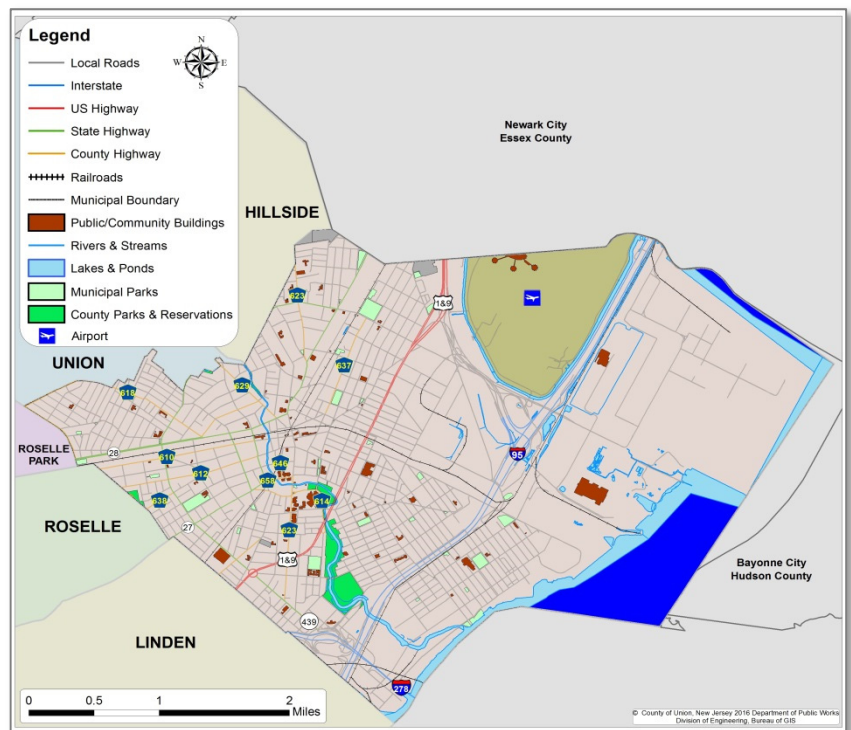 Legend
N
W E
S
Local Roads
Interstate
US Highway
State Highway
County Highway
Railroads
Municipal Boundary
Public/Community Buildings
Rivers & Streams
Lakes & Ponds
Municipal Parks
County Parks & Reservations
Airport
Newark City
Essex County
HILLSIDE
623
1&9
637
UNION
629
618
ROSELLE
PARK
28
610
646
95
612
658
638
614
ROSELLE
27
623
1&9
Bayonne City
Hudson County
LINDEN
439
278
0 0.5 1 2
Miles
© County of Union, New Jersey 2016 Department of Public Works
Division of Engineering, Bureau of GIS